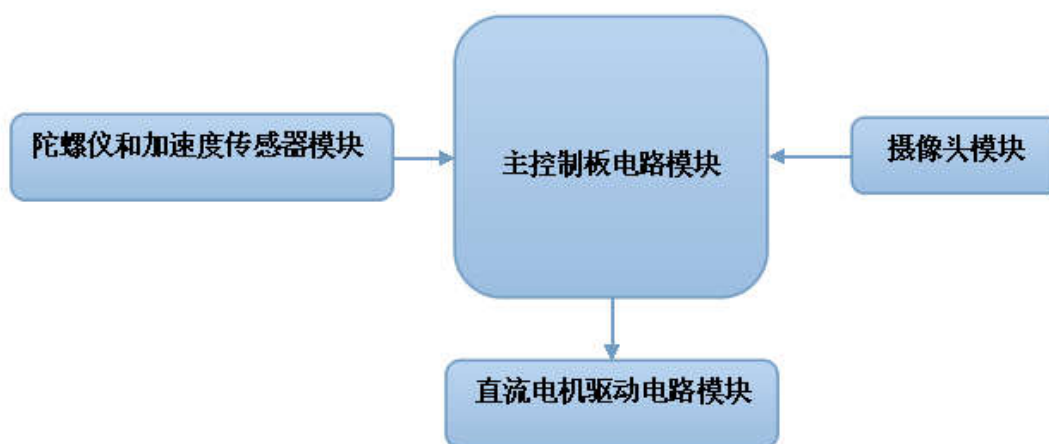 陀螺仪和加速度传感器模块
主控制板电路模块
摄像头模块
直流电机驱动电路模块